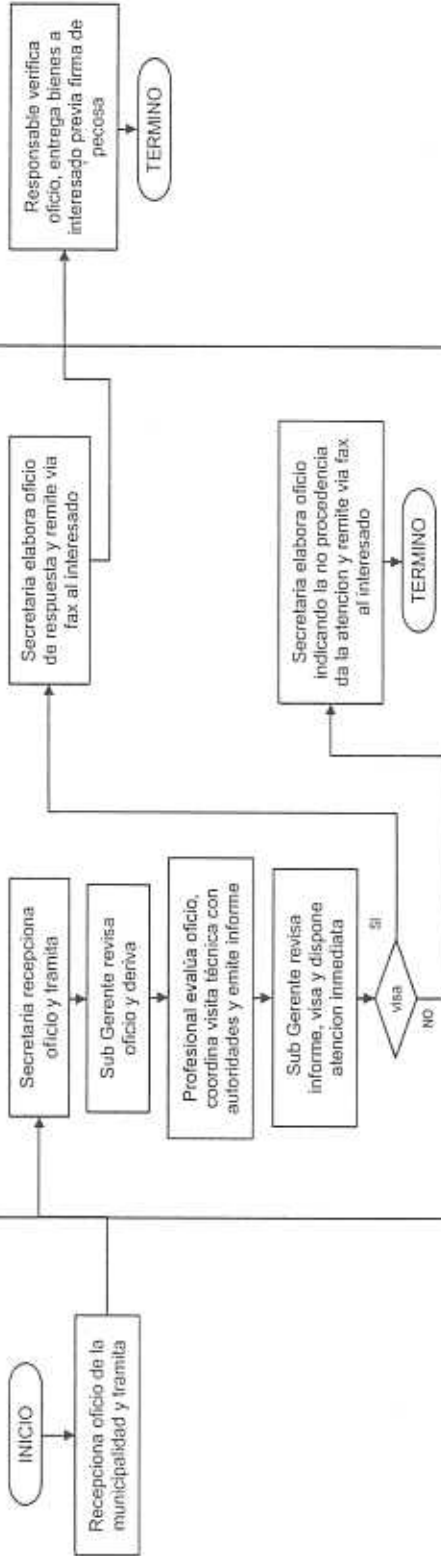 INICIO
Recepciona oficio de la
municipalidad y tramita
Secretaria recepciona
oficio y tramita
Sub Gerente revisa
oficio y deriva
Profesional evalúa oficio,
coordina visita técnica con
autoridades y emite informe
Sub Gerente revisa
informe, visa y dispone
atencion inmediata
visa
SI
NO
Secretaria elabora oficio
de respuesta y remite via
fax al interesado
Secretaria elabora oficio
indicando la no procedencia
da la atencion y remite via fax
al interesado
TERMINO
Responsable verifica
oficio, entrega bienes a
interesado previa firma de
pecosa
TERMINO